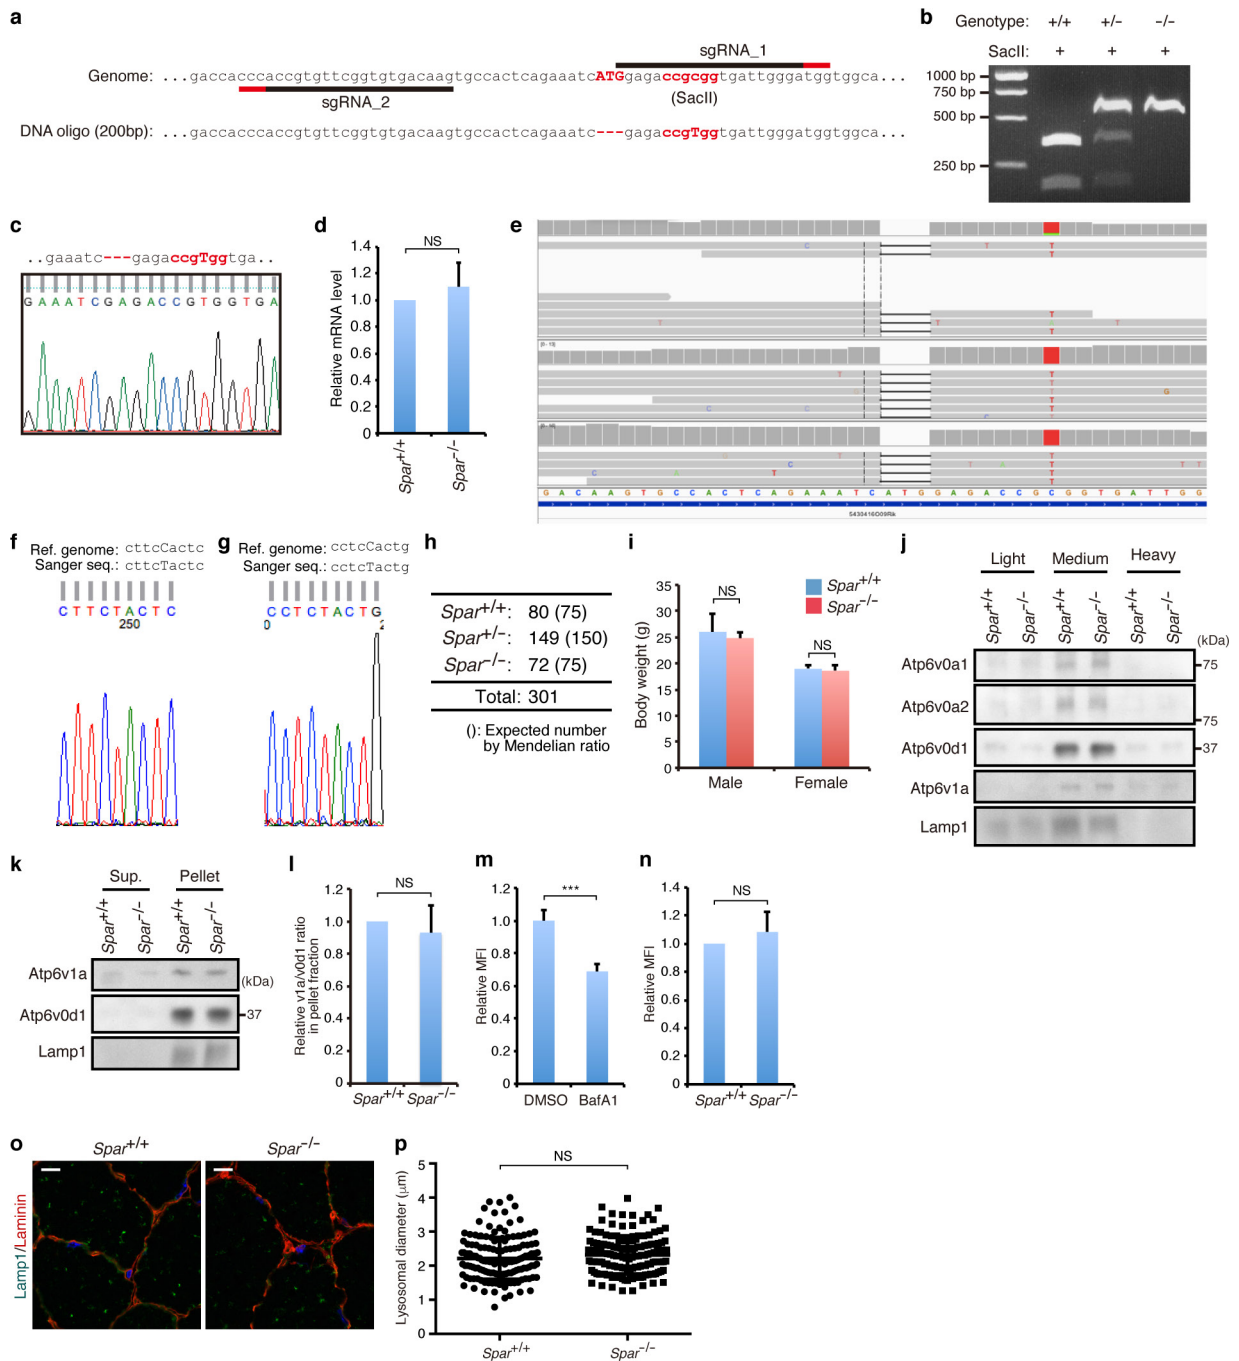 a
sgRNA_1
Genome: ...gaccacccaccgtgttcggtgtgacaagtgccactcagaaatcATGgagaccgcggtgattgggatggtggca...
sgRNA_2
(SacII)
DNA oligo (200bp): ...gaccacccaccgtgttcggtgtgacaagtgccactcagaaatc---gagaccgTggtgattgggatggtggca...
b
Genotype: +/+ +/– –/–
SacII: + + +
1000 bp
750 bp
500 bp
250 bp
c
..gaaatc---gagaccgTggtga..
GAAATCGAGACCGTGGTGA
d
NS
Relative mRNA level
1.4
1.2
1
0.8
0.6
0.4
0.2
0
Spar+/+
Spar–/–
e
C T T
T
T
T T T
T
T
T
G
C C T
T
T
C T A T T T
C A T T
GACAAGTGCCACTCAGAAATCATGGAGACCGCGGTGATTGG
5430416O09Rik
f
Ref. genome: cttcCactc
Sanger seq.: cttcTactc
CTTCTACTC
250
g
Ref. genome: cctcCactg
Sanger seq.: cctcTactg
CCTCTACTG
0 2
h
Spar+/+: 80 (75)
Spar+/–: 149 (150)
Spar–/–: 72 (75)
Total: 301
(): Expected number
by Mendelian ratio
i
Spar+/+
Spar–/–
NS
NS
Body weight (g)
35
30
25
20
15
10
5
0
Male Female
j
Light Medium Heavy
Spar+/+ Spar–/– Spar+/+ Spar–/– Spar+/+ Spar–/–
(kDa)
Atp6v0a1 75
Atp6v0a2 75
Atp6v0d1 37
Atp6v1a
Lamp1
k
Sup. Pellet
Spar+/+ Spar–/– Spar+/+ Spar–/–
Atp6v1a (kDa)
Atp6v0d1 37
Lamp1
l
NS
Relative v1a/v0d1 ratio
in pellet fraction
1.2
1.0
0.8
0.6
0.4
0.2
0
Spar+/+ Spar–/–
m
***
Relative MFI
1.2
1
0.8
0.6
0.4
0.2
0
DMSO BafA1
n
NS
Relative MFI
1.4
1.2
1
0.8
0.6
0.4
0.2
0
Spar+/+ Spar–/–
o
Spar+/+ Spar–/–
Lamp1/Laminin
p
NS
Lysosomal diameter (μm)
5
4
3
2
1
0
Spar+/+ Spar–/–